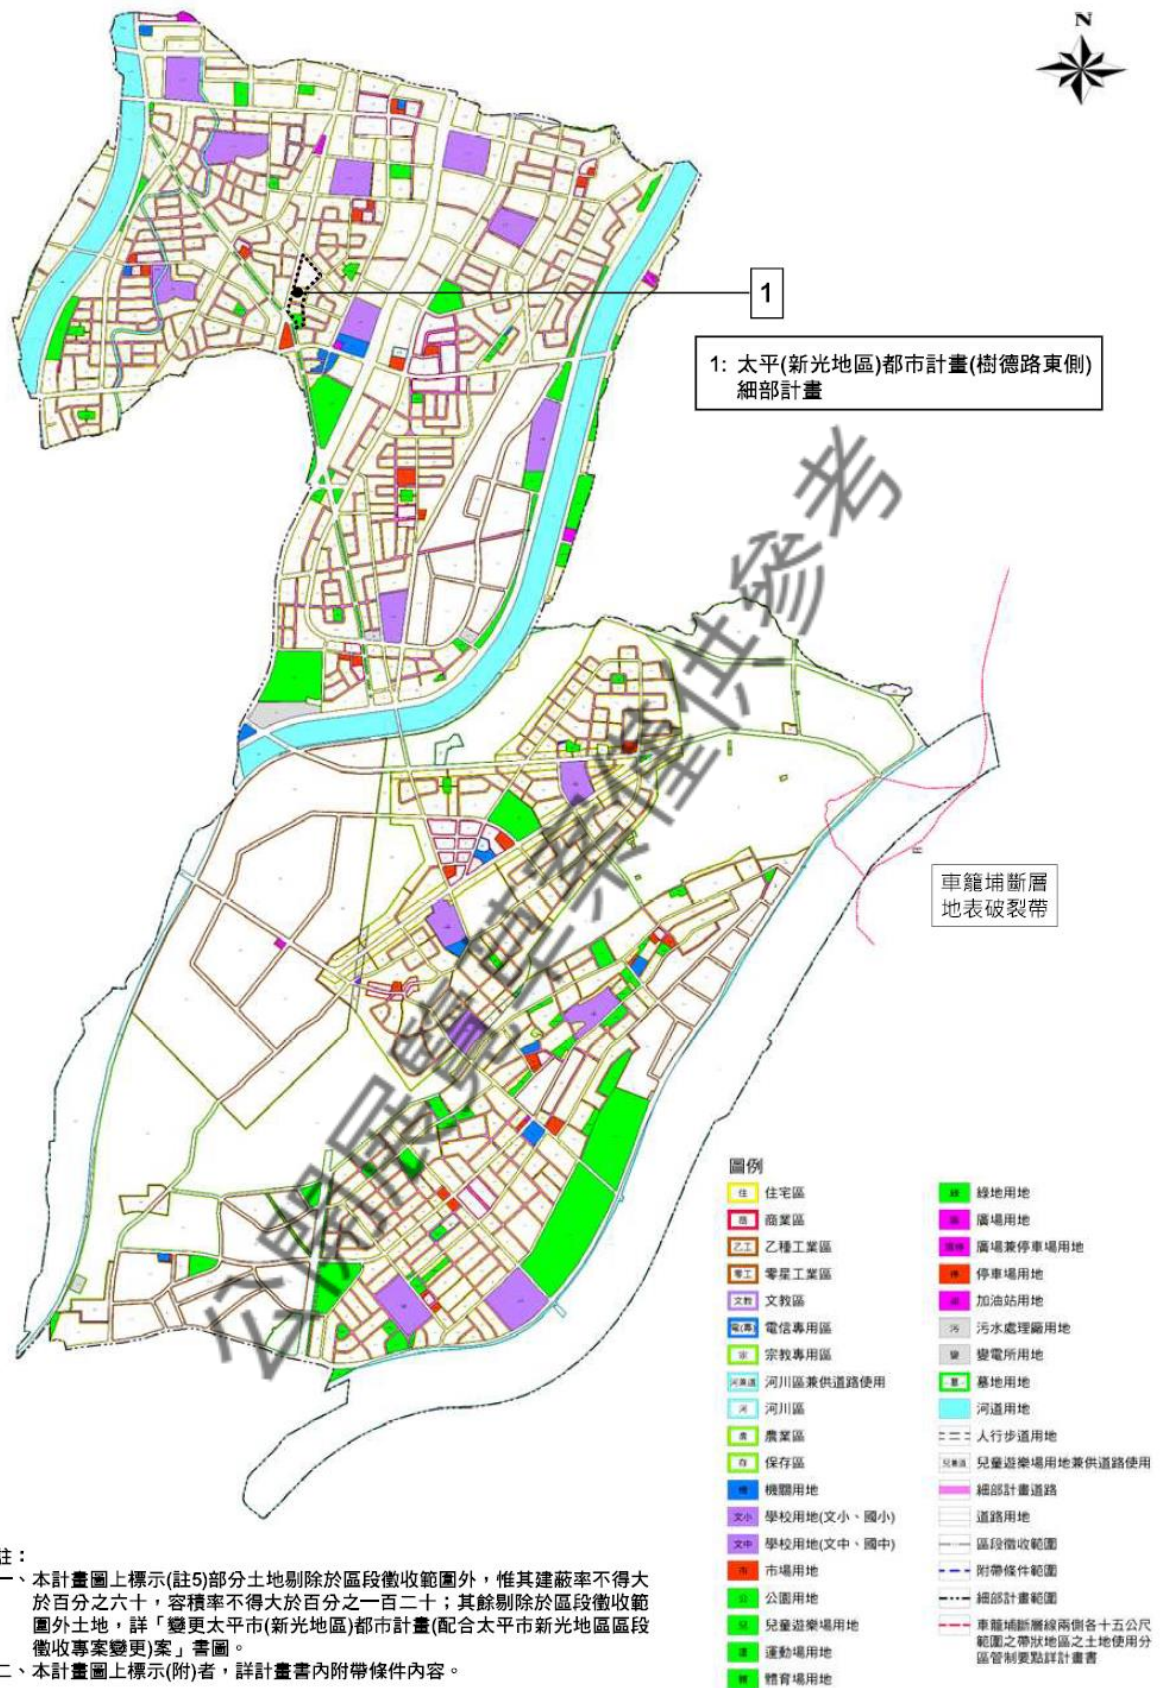 N
1
1: 太平(新光地區)都市計畫(樹德路東側)
細部計畫
公開展覽草案僅供參考
車籠埔斷層
地表破裂帶
圖例
住 住宅區
商 商業區
乙工 乙種工業區
零工 零星工業區
文教 文教區
電(專) 電信專用區
宗 宗教專用區
河兼道 河川區兼供道路使用
河 河川區
農 農業區
存 保存區
機 機關用地
文小 學校用地(文小、國小)
文中 學校用地(文中、國中)
市 市場用地
公 公園用地
兒 兒童遊樂場用地
運 運動場用地
體育場用地
綠 綠地用地
廣場用地
廣場兼停車場用地
停 停車場用地
加油站用地
污 污水處理廠用地
變 變電所用地
墓 墓地用地
河道用地
人行步道用地
兒兼道 兒童遊樂場用地兼供道路使用
細部計畫道路
道路用地
區段徵收範圍
附帶條件範圍
細部計畫範圍
車籠埔斷層線兩側各十五公尺
範圍之帶狀地區之土地使用分
區管制要點詳計畫書
註：
一、本計畫圖上標示(註5)部分土地剔除於區段徵收範圍外，惟其建蔽率不得大
於百分之六十，容積率不得大於百分之一百二十；其餘剔除於區段徵收範
圍外土地，詳「變更太平市(新光地區)都市計畫(配合太平市新光地區區段
徵收專案變更)案」書圖。
二、本計畫圖上標示(附)者，詳計畫書內附帶條件內容。